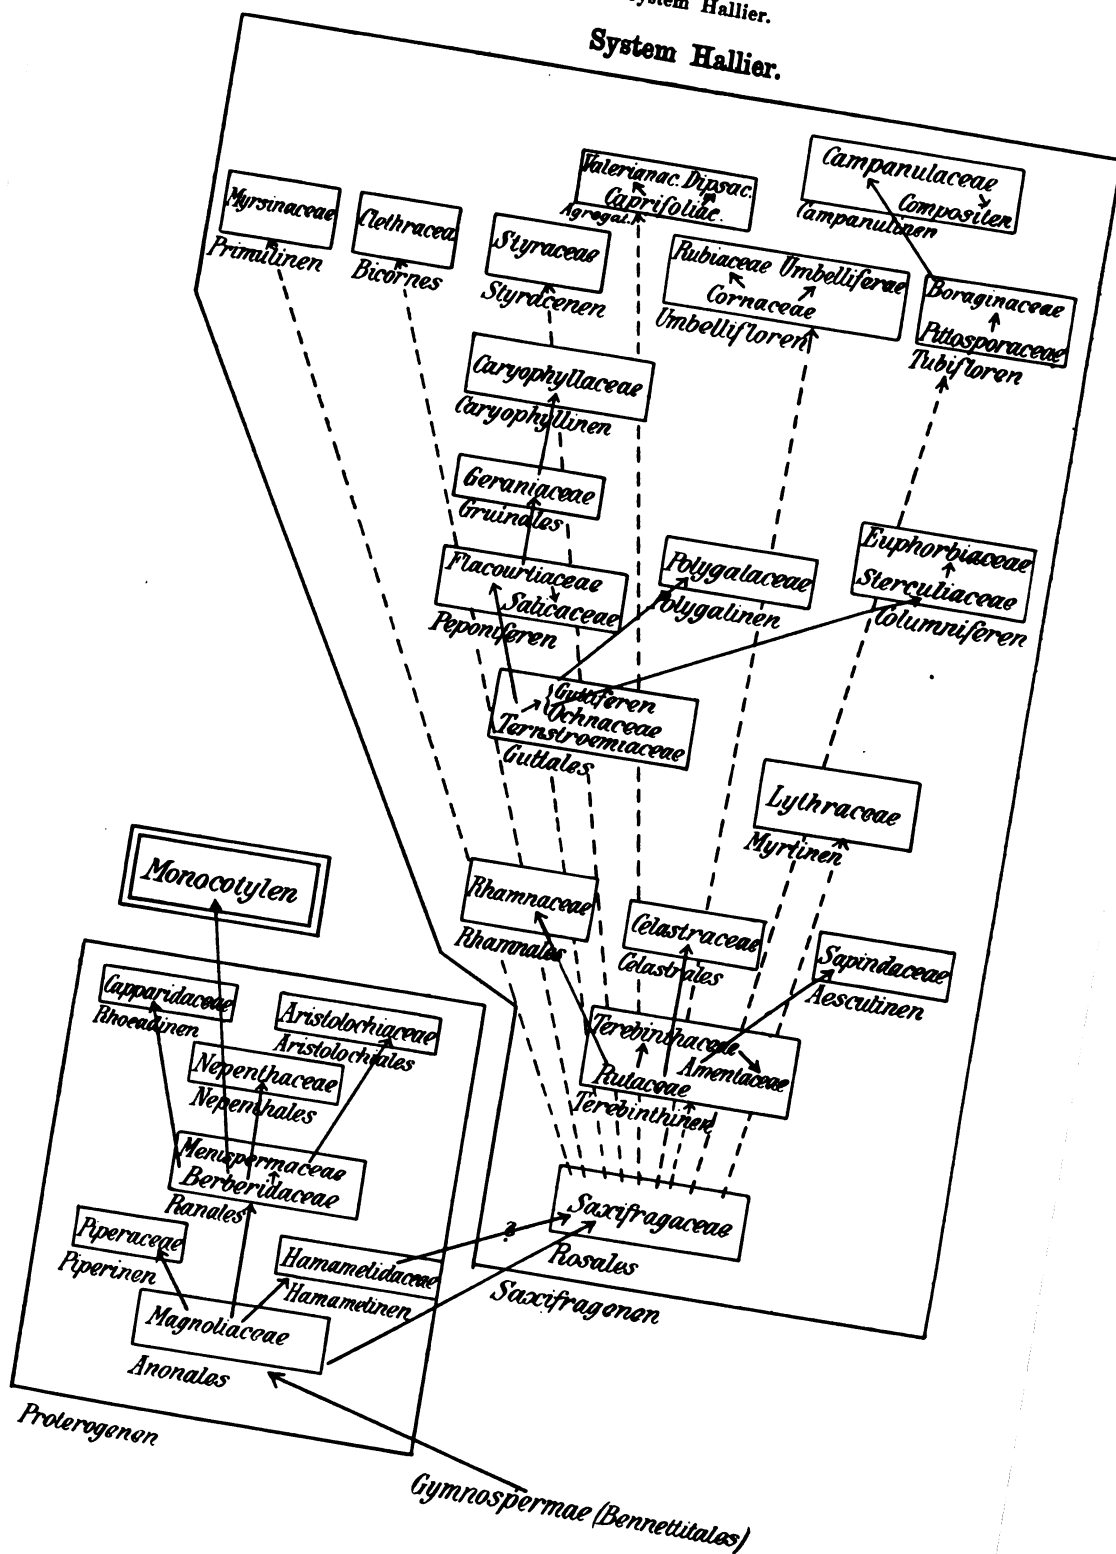 System Hallier.
System Hallier.
Valerianac. Dipsac.
Caprifoliac.
Agregat.
Campanulaceae
Compositen
Campanulinen
Myrsinaceae
Primulinen
Clethracea
Bicornes
Styraceae
Styracenen
Rubiaceae Umbelliferae
Cornaceae
Umbellifloren
Boraginaceae
Pittosporaceae
Tubifloren
Caryophyllaceae
Caryophyllinen
Geraniaceae
Gruinales
Flacourtiaceae
Salicaceae
Peponiferen
Polygalaceae
Polygalinen
Euphorbiaceae
Sterculiaceae
Columniferen
Guttiferen
Ochnaceae
Ternstroemiaceae
Guttales
Lythraceae
Myrtinen
Monocotylen
Rhamnaceae
Rhamnales
Celastraceae
Celastrales
Sapindaceae
Aesculinen
Terebinthaceae
Amentaceae
Rutaceae
Terebinthinen
Capparidaceae
Rhoeadinen
Aristolochiaceae
Aristolochiales
Nepenthaceae
Nepenthales
Menispermaceae
Berberidaceae
Ranales
Piperaceae
Piperinen
Hamamelidaceae
Hamamelinen
?
Saxifragaceae
Rosales
Saxifragenen
Magnoliaceae
Anonales
Proterogenen
Gymnospermae (Bennettitales)